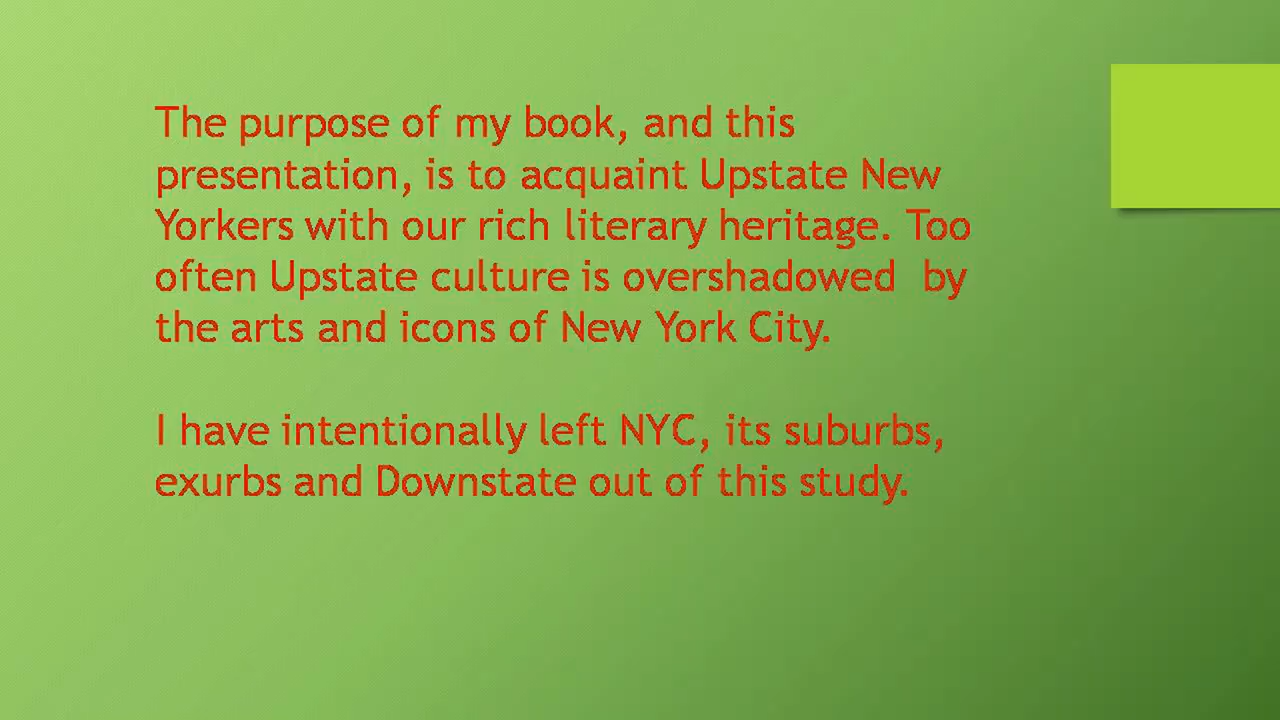 The purpose of my book, and this
presentation, is to acquaint Upstate New
Yorkers with our rich literary heritage. Too
often Upstate culture is overshadowed  by
the arts and icons of New York City.
I have intentionally left NYC, its suburbs,
exurbs and Downstate out of this study.